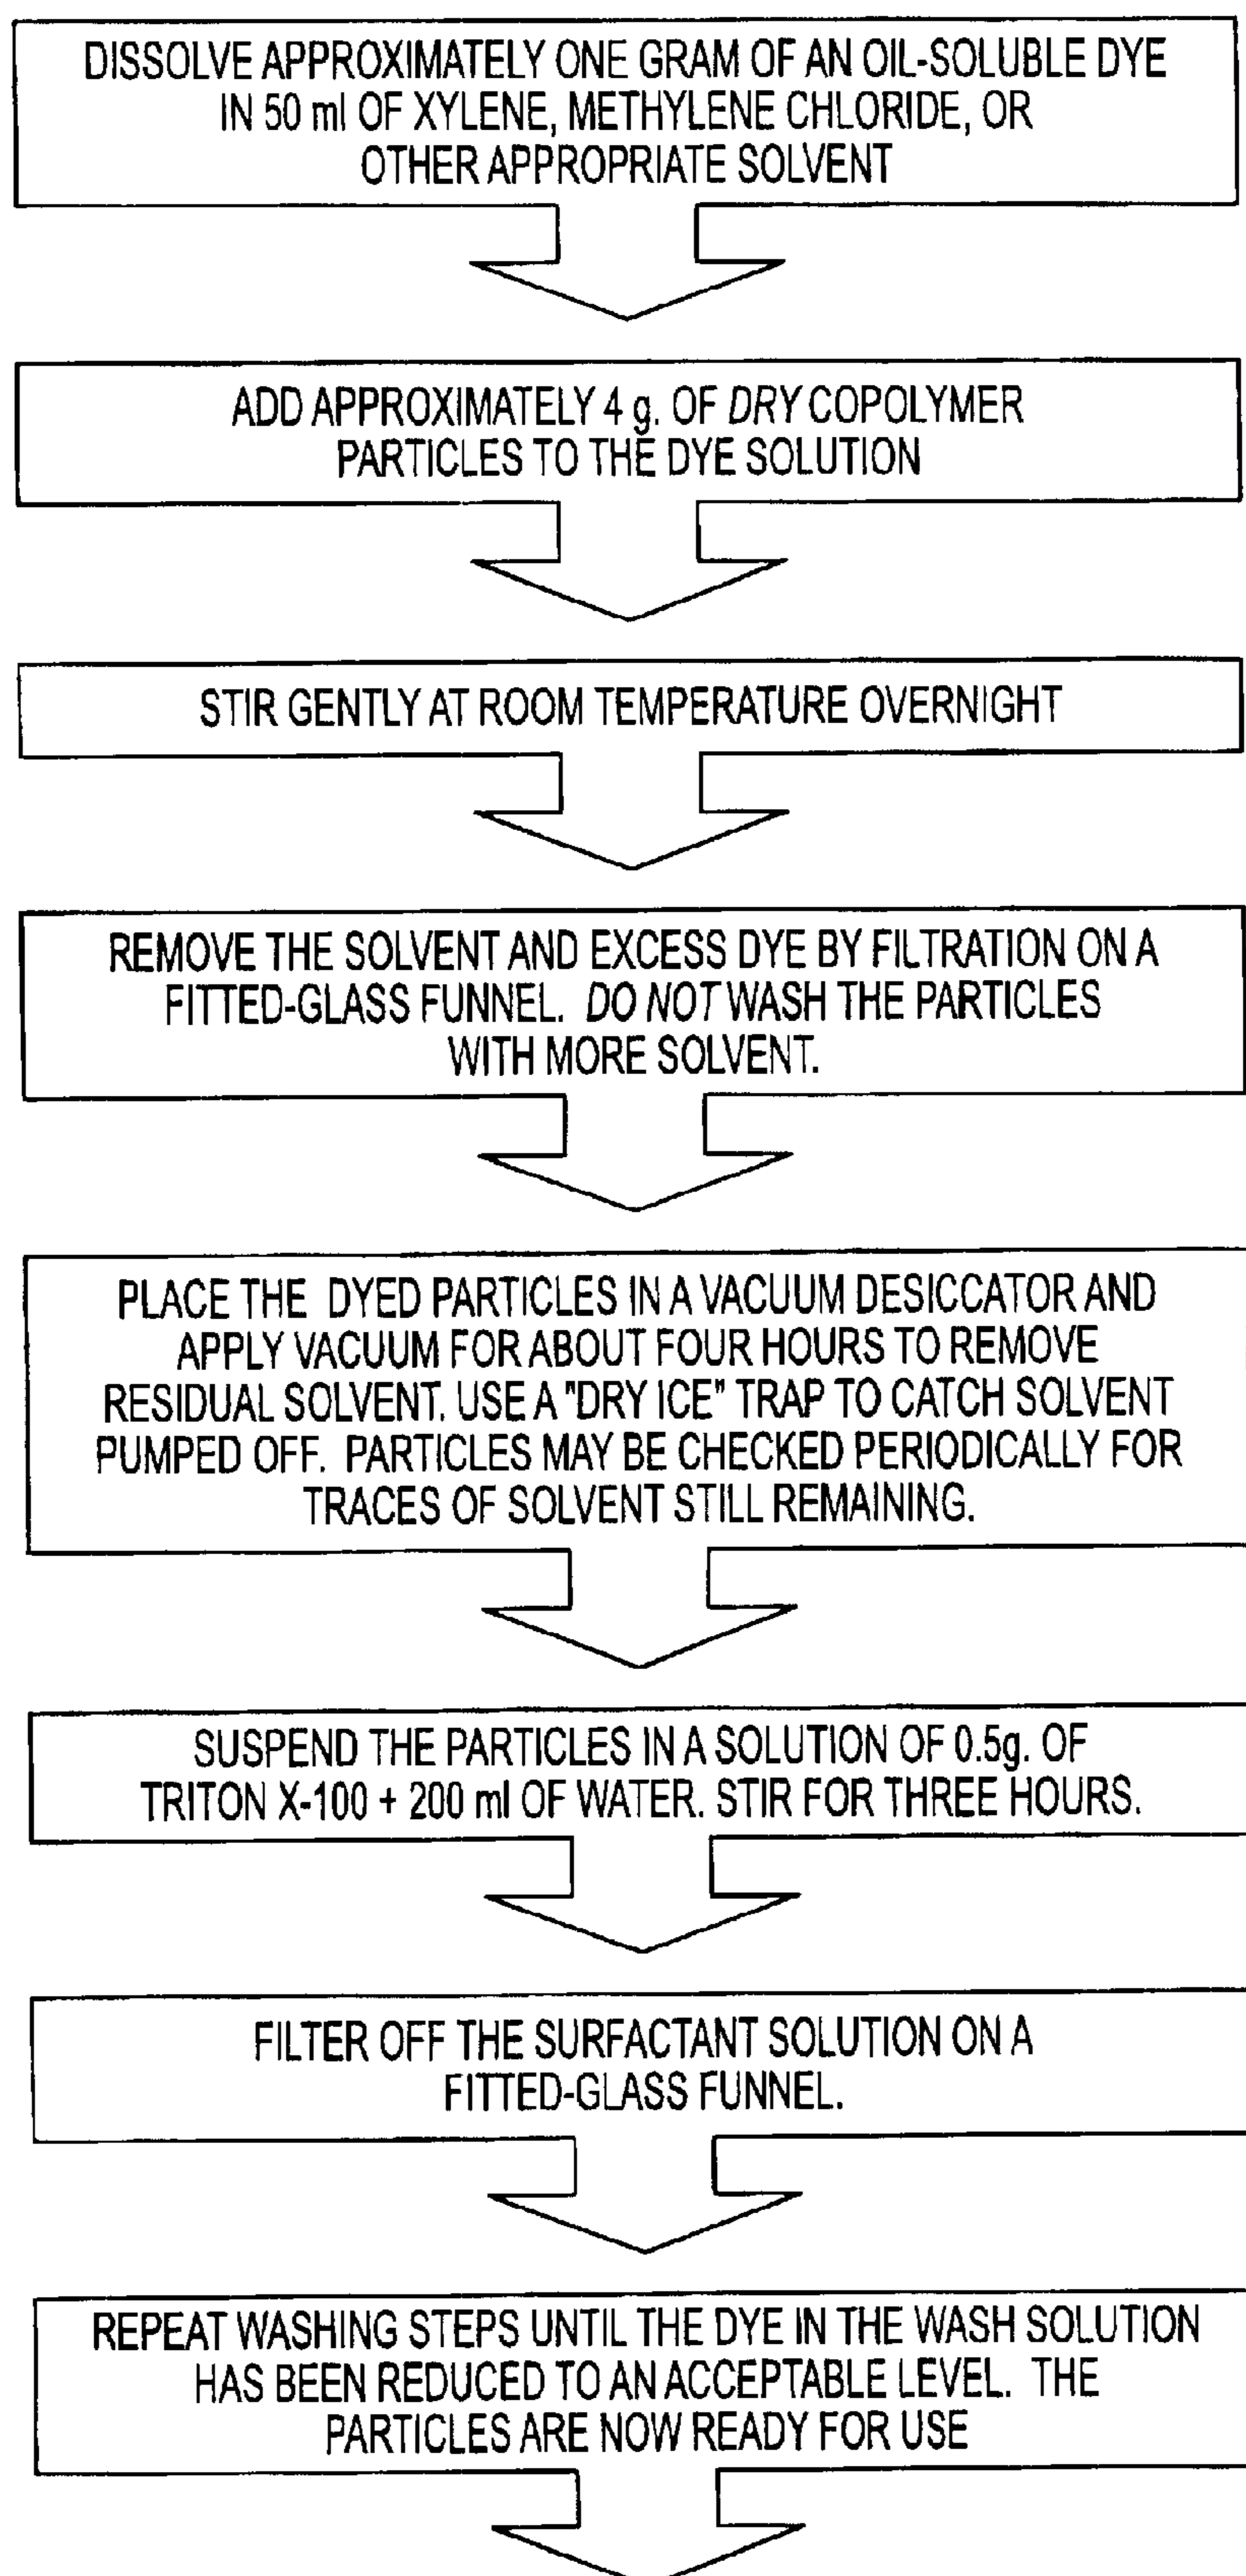 DISSOLVE APPROXIMATELY ONE GRAM OF AN OIL-SOLUBLE DYE
IN 50 ml OF XYLENE, METHYLENE CHLORIDE, OR
OTHER APPROPRIATE SOLVENT
ADD APPROXIMATELY 4 g. OF DRY COPOLYMER
PARTICLES TO THE DYE SOLUTION
STIR GENTLY AT ROOM TEMPERATURE OVERNIGHT
REMOVE THE SOLVENT AND EXCESS DYE BY FILTRATION ON A
FITTED-GLASS FUNNEL. DO NOT WASH THE PARTICLES
WITH MORE SOLVENT.
PLACE THE DYED PARTICLES IN A VACUUM DESICCATOR AND
APPLY VACUUM FOR ABOUT FOUR HOURS TO REMOVE
RESIDUAL SOLVENT. USE A "DRY ICE" TRAP TO CATCH SOLVENT
PUMPED OFF. PARTICLES MAY BE CHECKED PERIODICALLY FOR
TRACES OF SOLVENT STILL REMAINING.
SUSPEND THE PARTICLES IN A SOLUTION OF 0.5g. OF
TRITON X-100 + 200 ml OF WATER. STIR FOR THREE HOURS.
FILTER OFF THE SURFACTANT SOLUTION ON A
FITTED-GLASS FUNNEL.
REPEAT WASHING STEPS UNTIL THE DYE IN THE WASH SOLUTION
HAS BEEN REDUCED TO AN ACCEPTABLE LEVEL. THE
PARTICLES ARE NOW READY FOR USE